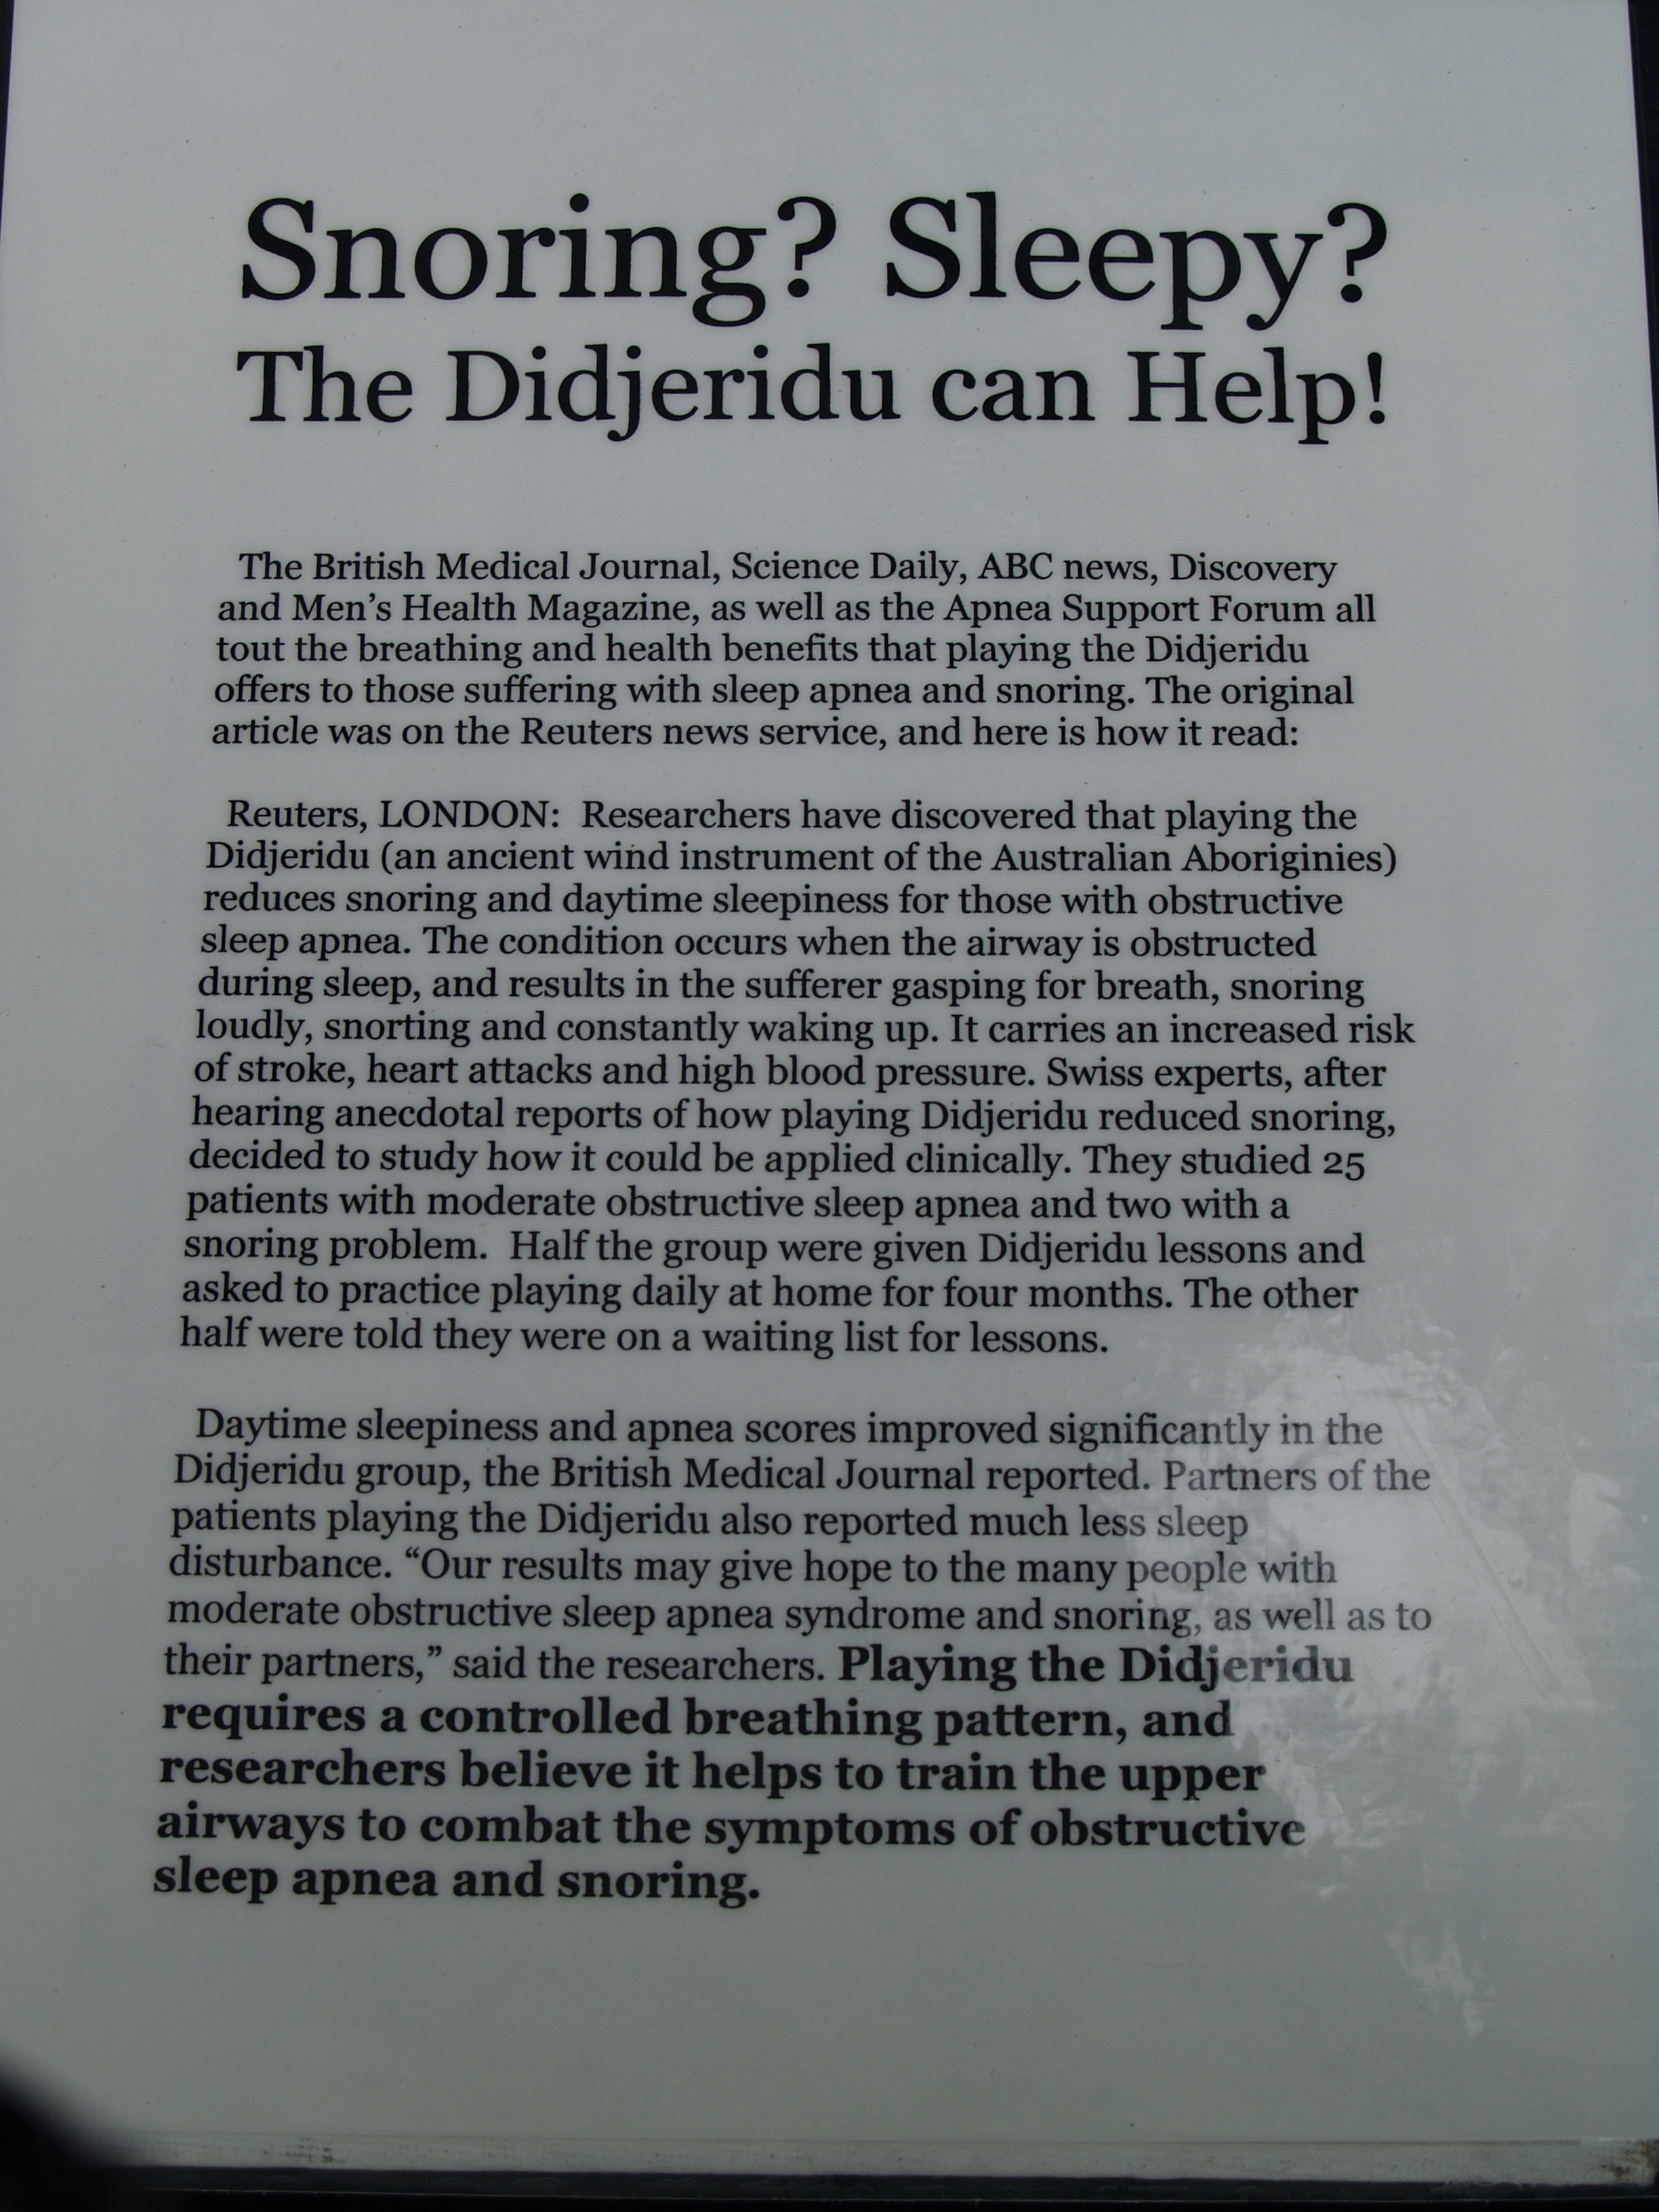 Snoring? Sleepy?
The Didjeridu can Help!
The British Medical Journal, Science Daily, ABC news, Discovery
and Men's Health Magazine, as well as the Apnea Support Forum all
tout the breathing and health benefits that playing the Didjeridu
offers to those suffering with sleep apnea and snoring. The original
article was on the Reuters news service, and here is how it read:
Reuters, LONDON:  Researchers have discovered that playing the
Didjeridu (an ancient wind instrument of the Australian Aboriginies)
reduces snoring and daytime sleepiness for those with obstructive
sleep apnea. The condition occurs when the airway is obstructed
during sleep, and results in the sufferer gasping for breath, snoring
loudly, snorting and constantly waking up. It carries an increased risk
of stroke, heart attacks and high blood pressure. Swiss experts, after
hearing anecdotal reports of how playing Didjeridu reduced snoring,
decided to study how it could be applied clinically. They studied 25
patients with moderate obstructive sleep apnea and two with a
snoring problem.  Half the group were given Didjeridu lessons and
asked to practice playing daily at home for four months. The other
half were told they were on a waiting list for lessons.
Daytime sleepiness and apnea scores improved significantly in the
Didjeridu group, the British Medical Journal reported. Partners of the
patients playing the Didjeridu also reported much less sleep
disturbance. “Our results may give hope to the many people with
moderate obstructive sleep apnea syndrome and snoring, as well as to
their partners,” said the researchers. Playing the Didjeridu
requires a controlled breathing pattern, and
researchers believe it helps to train the upper
airways to combat the symptoms of obstructive
sleep apnea and snoring.